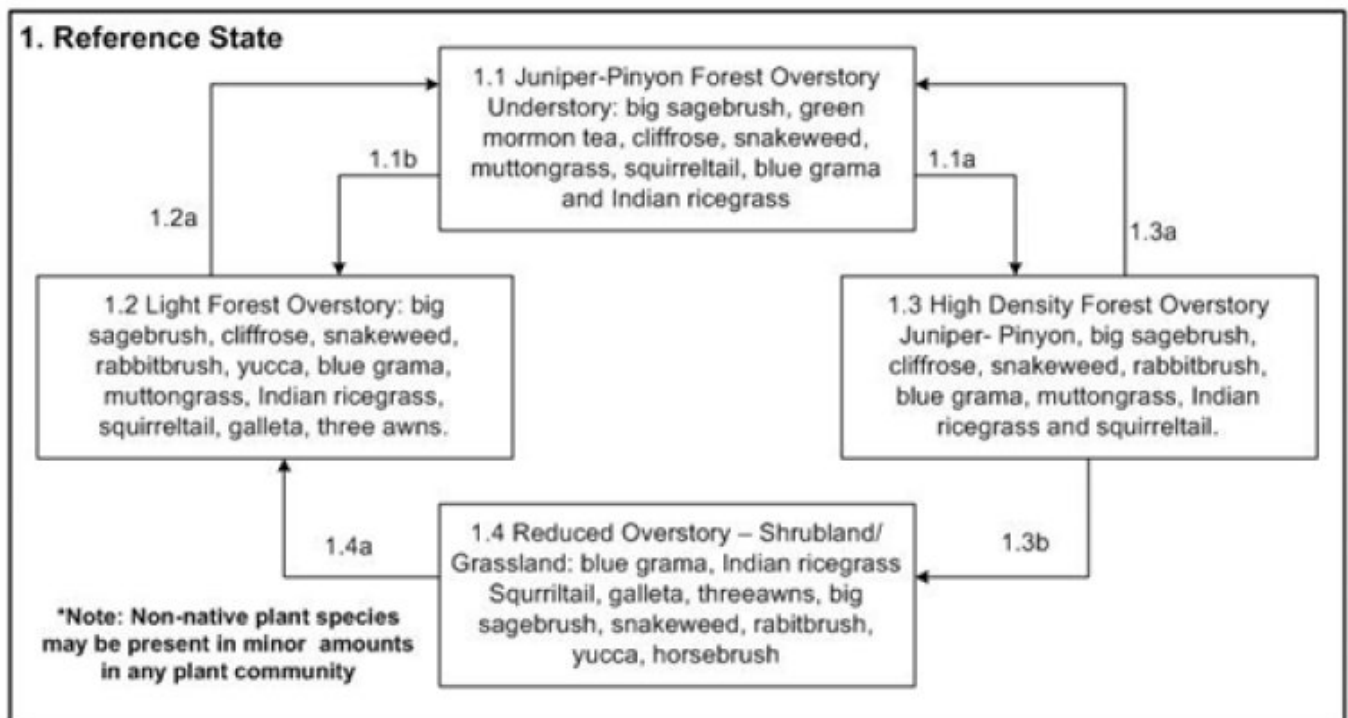 1. Reference State
1.1 Juniper-Pinyon Forest Overstory
Understory: big sagebrush, green
mormon tea, cliffrose, snakeweed,
muttongrass, squirreltail, blue grama
and Indian ricegrass
1.1b
1.1a
1.2a
1.3a
1.2 Light Forest Overstory: big
sagebrush, cliffrose, snakeweed,
rabbitbrush, yucca, blue grama,
muttongrass, Indian ricegrass,
squirreltail, galleta, three awns.
1.3 High Density Forest Overstory
Juniper- Pinyon, big sagebrush,
cliffrose, snakeweed, rabbitbrush,
blue grama, muttongrass, Indian
ricegrass and squirreltail.
1.4a
1.4 Reduced Overstory – Shrubland/
Grassland: blue grama, Indian ricegrass
Squrriltail, galleta, threeawns, big
sagebrush, snakeweed, rabitbrush,
yucca, horsebrush
1.3b
*Note: Non-native plant species
may be present in minor amounts
in any plant community